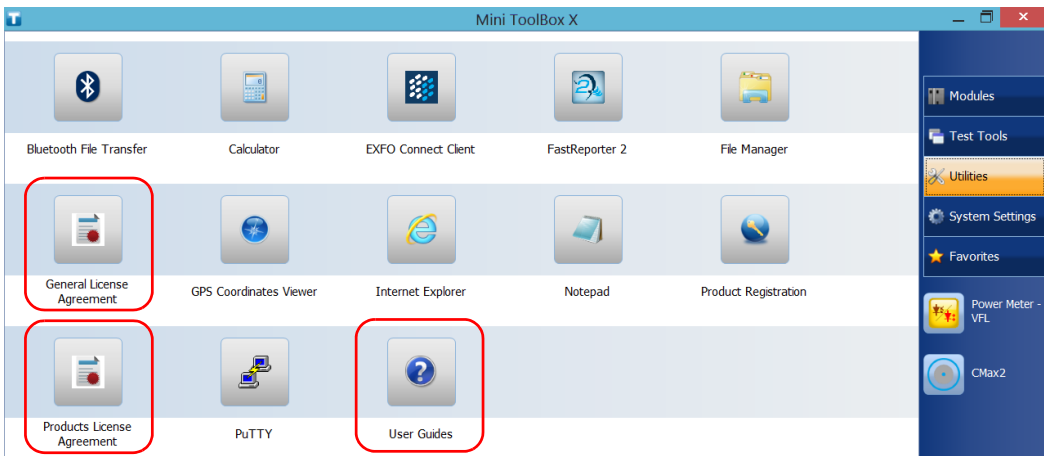 Mini ToolBox X
Bluetooth File Transfer
Calculator
EXFO Connect Client
FastReporter 2
File Manager
General License
Agreement
GPS Coordinates Viewer
Internet Explorer
Notepad
Product Registration
Products License
Agreement
PuTTY
User Guides
Modules
Test Tools
Utilities
System Settings
Favorites
Power Meter -
VFL
CMax2